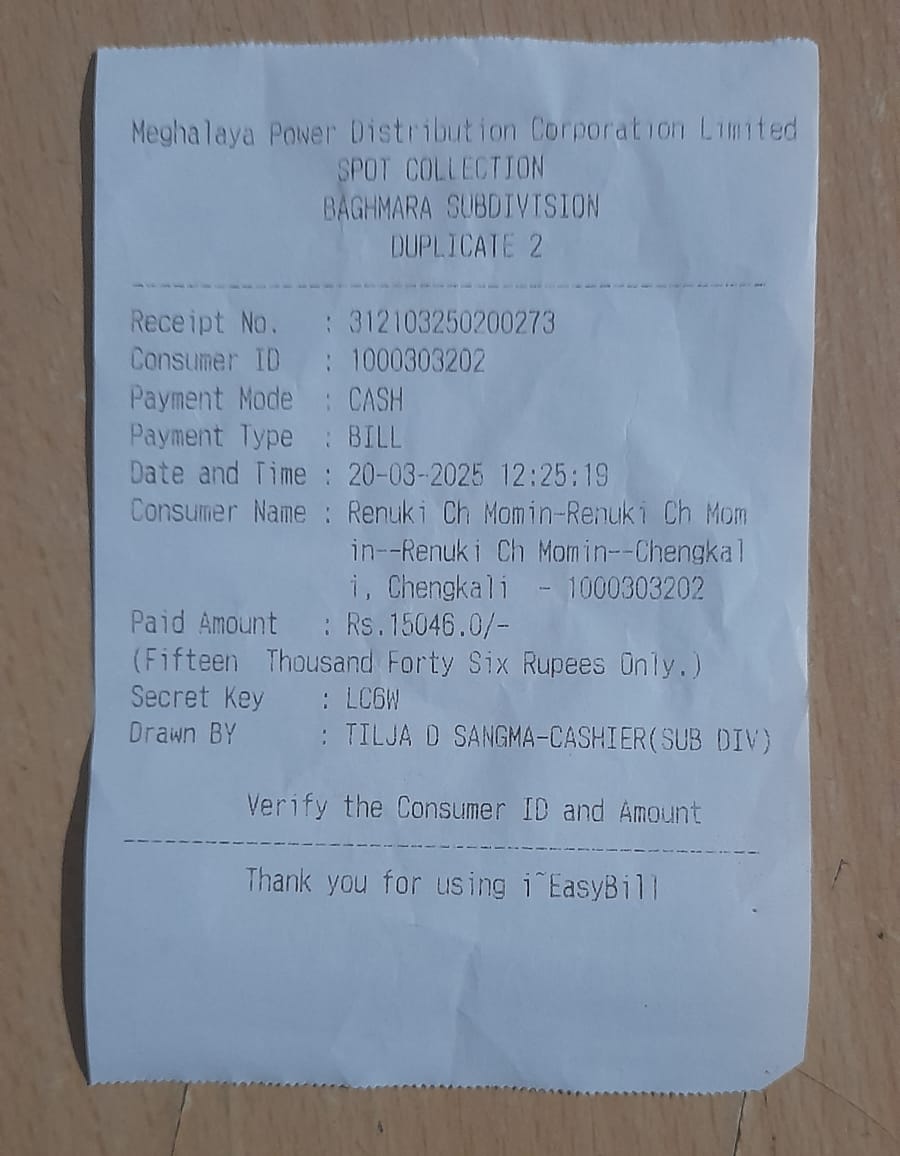 Meghalaya Power Distribution Corporation Limited
SPOT COLLECTION
BAGHMARA SUBDIVISION
DUPLICATE 2
Receipt No. : 312103250200273
Consumer ID : 1000303202
Payment Mode : CASH
Payment Type : BILL
Date and Time : 20-03-2025 12:25:19
Consumer Name : Renuki Ch Momin-Renuki Ch Mom
in--Renuki Ch Momin--Chengkal
i, Chengkali - 1000303202
Paid Amount : Rs.15046.0/-
(Fifteen Thousand Forty Six Rupees Only.)
Secret Key : LC6W
Drawn BY : TILJA D SANGMA-CASHIER(SUB DIV)
Verify the Consumer ID and Amount
Thank you for using i~EasyBill